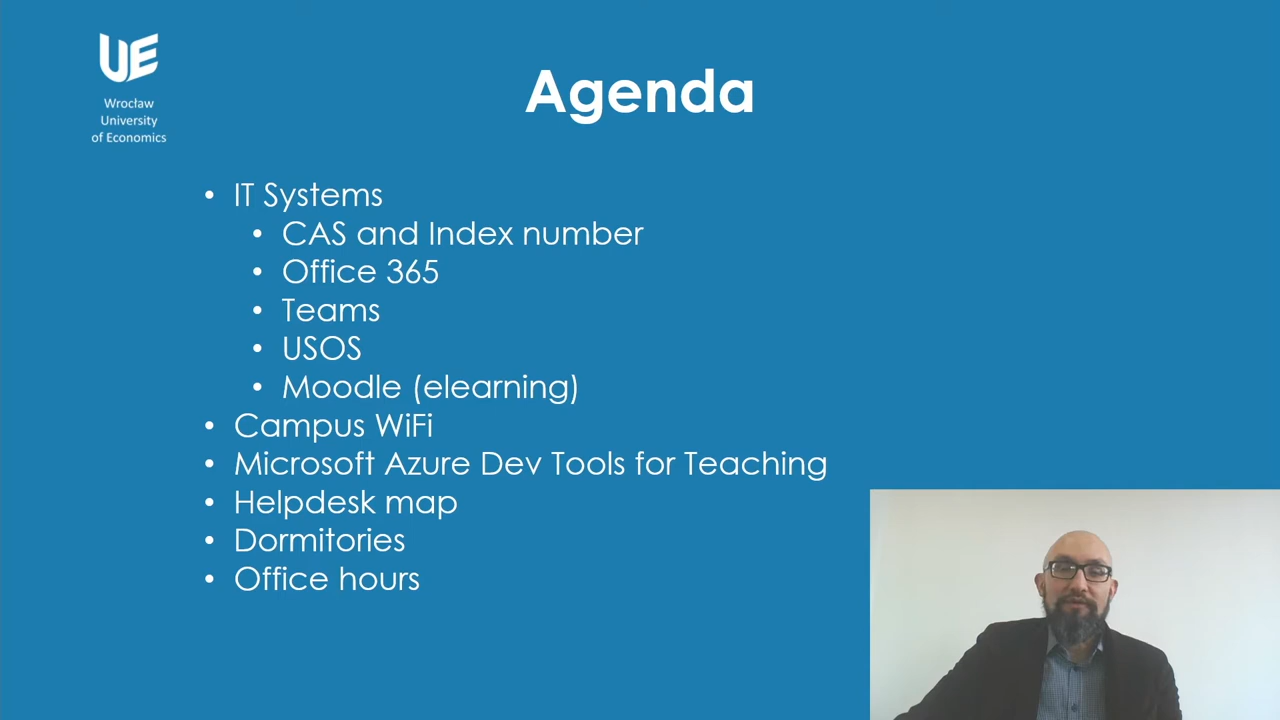 UE
Wrocław
University
of Economics
Agenda
• IT Systems
• CAS and Index number
• Office 365
• Teams
• USOS
• Moodle (elearning)
• Campus WiFi
• Microsoft Azure Dev Tools for Teaching
• Helpdesk map
• Dormitories
• Office hours